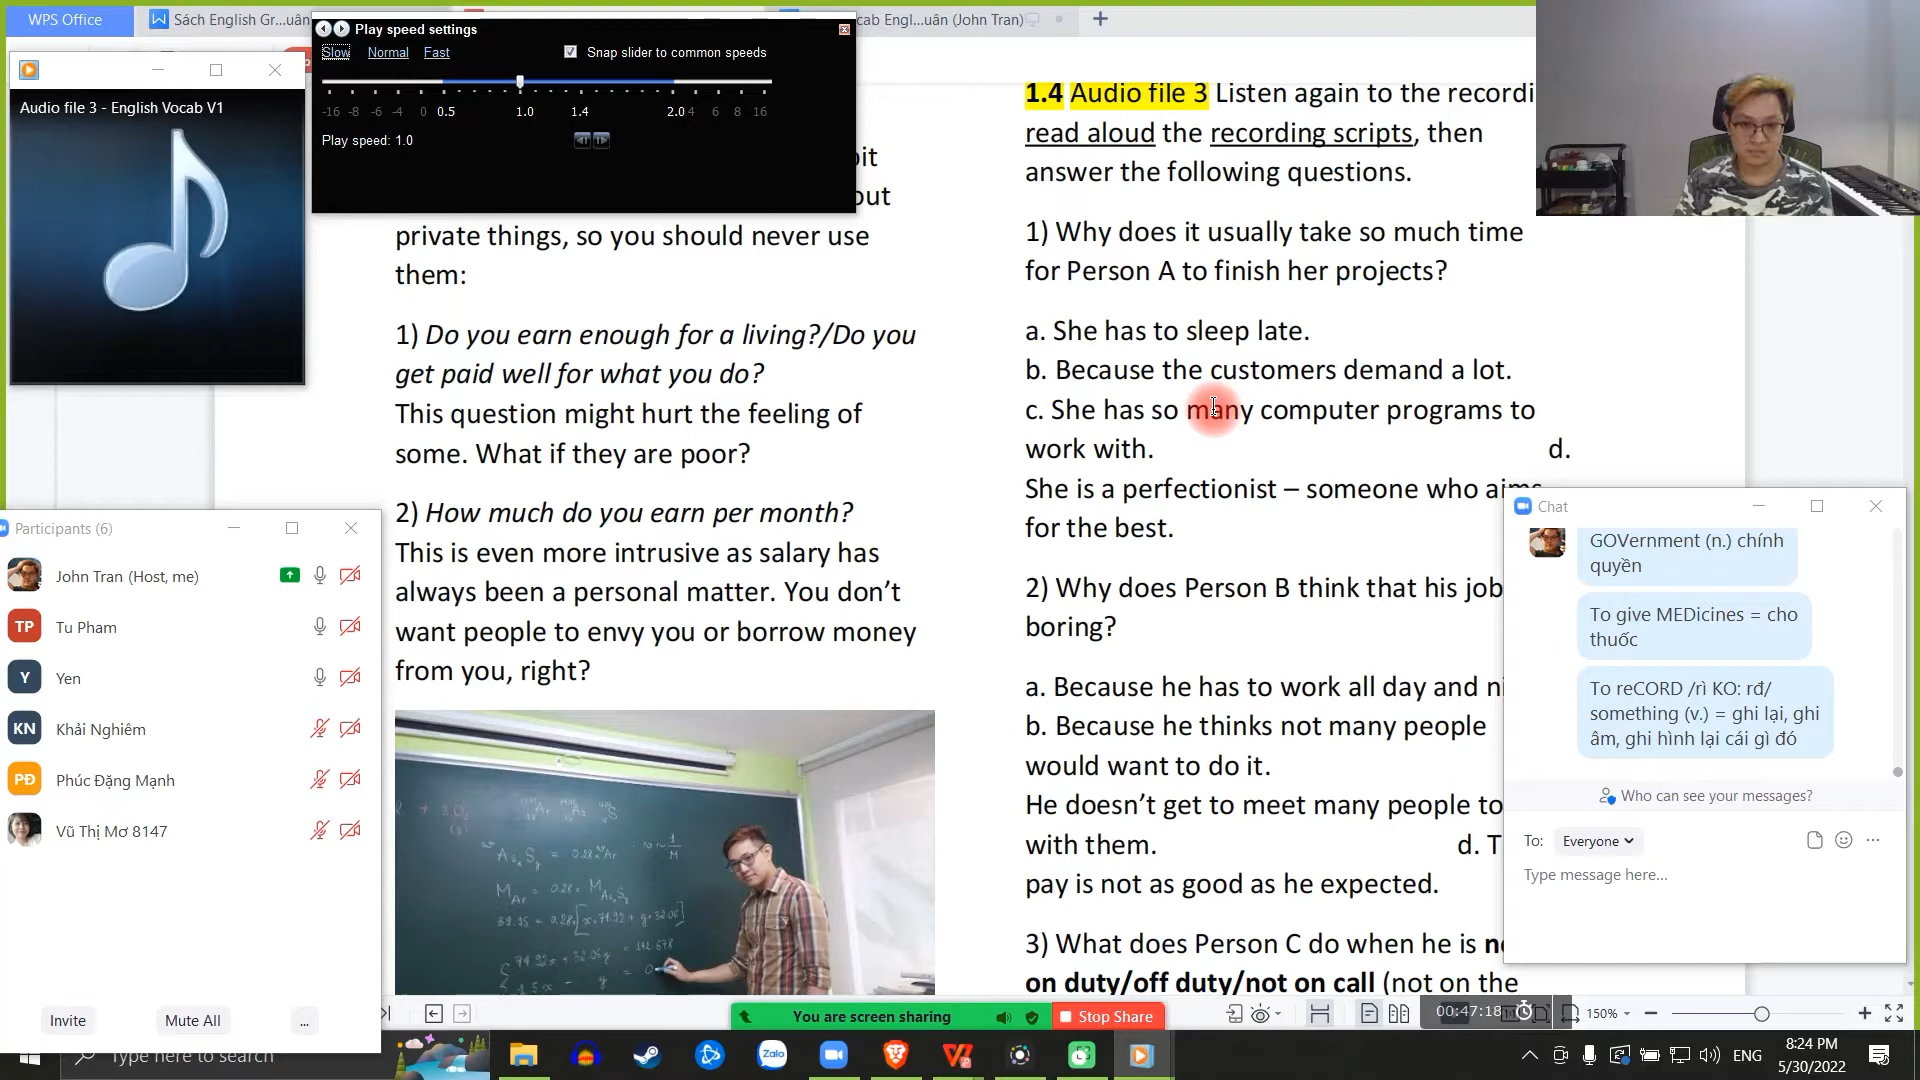 WPS Office
Sách English Gr...uân
cab Engl...uân (John Tran)
Play speed settings
Slow Normal Fast
Snap slider to common speeds
-16 -8 -6 -4 0 0.5 1.0 1.4 2.0 4 6 8 16
Play speed: 1.0
Audio file 3 - English Vocab V1
private things, so you should never use
them:
1) Do you earn enough for a living?/Do you
get paid well for what you do?
This question might hurt the feeling of
some. What if they are poor?
2) How much do you earn per month?
This is even more intrusive as salary has
always been a personal matter. You don't
want people to envy you or borrow money
from you, right?
1.4 Audio file 3 Listen again to the recordi
read aloud the recording scripts, then
answer the following questions.
1) Why does it usually take so much time
for Person A to finish her projects?
a. She has to sleep late.
b. Because the customers demand a lot.
c. She has so many computer programs to
work with. d.
She is a perfectionist – someone who aims
for the best.
2) Why does Person B think that his job
boring?
a. Because he has to work all day and ni
b. Because he thinks not many people
would want to do it.
He doesn't get to meet many people to
with them. d. T
pay is not as good as he expected.
3) What does Person C do when he is
on duty/off duty/not on call (not on the
Participants (6)
John Tran (Host, me)
TP Tu Pham
Y Yen
KN Khải Nghiêm
PĐ Phúc Đặng Mạnh
Vũ Thị Mơ 8147
Invite Mute All ...
Chat
GOVernment (n.) chính
quyền
To give MEDicines = cho
thuốc
To reCORD /rì KO: rđ/
something (v.) = ghi lại, ghi
âm, ghi hình lại cái gì đó
Who can see your messages?
To: Everyone
Type message here...
You are screen sharing Stop Share
00:47:18
150%
Type here to search
Zalo
ENG
8:24 PM
5/30/2022